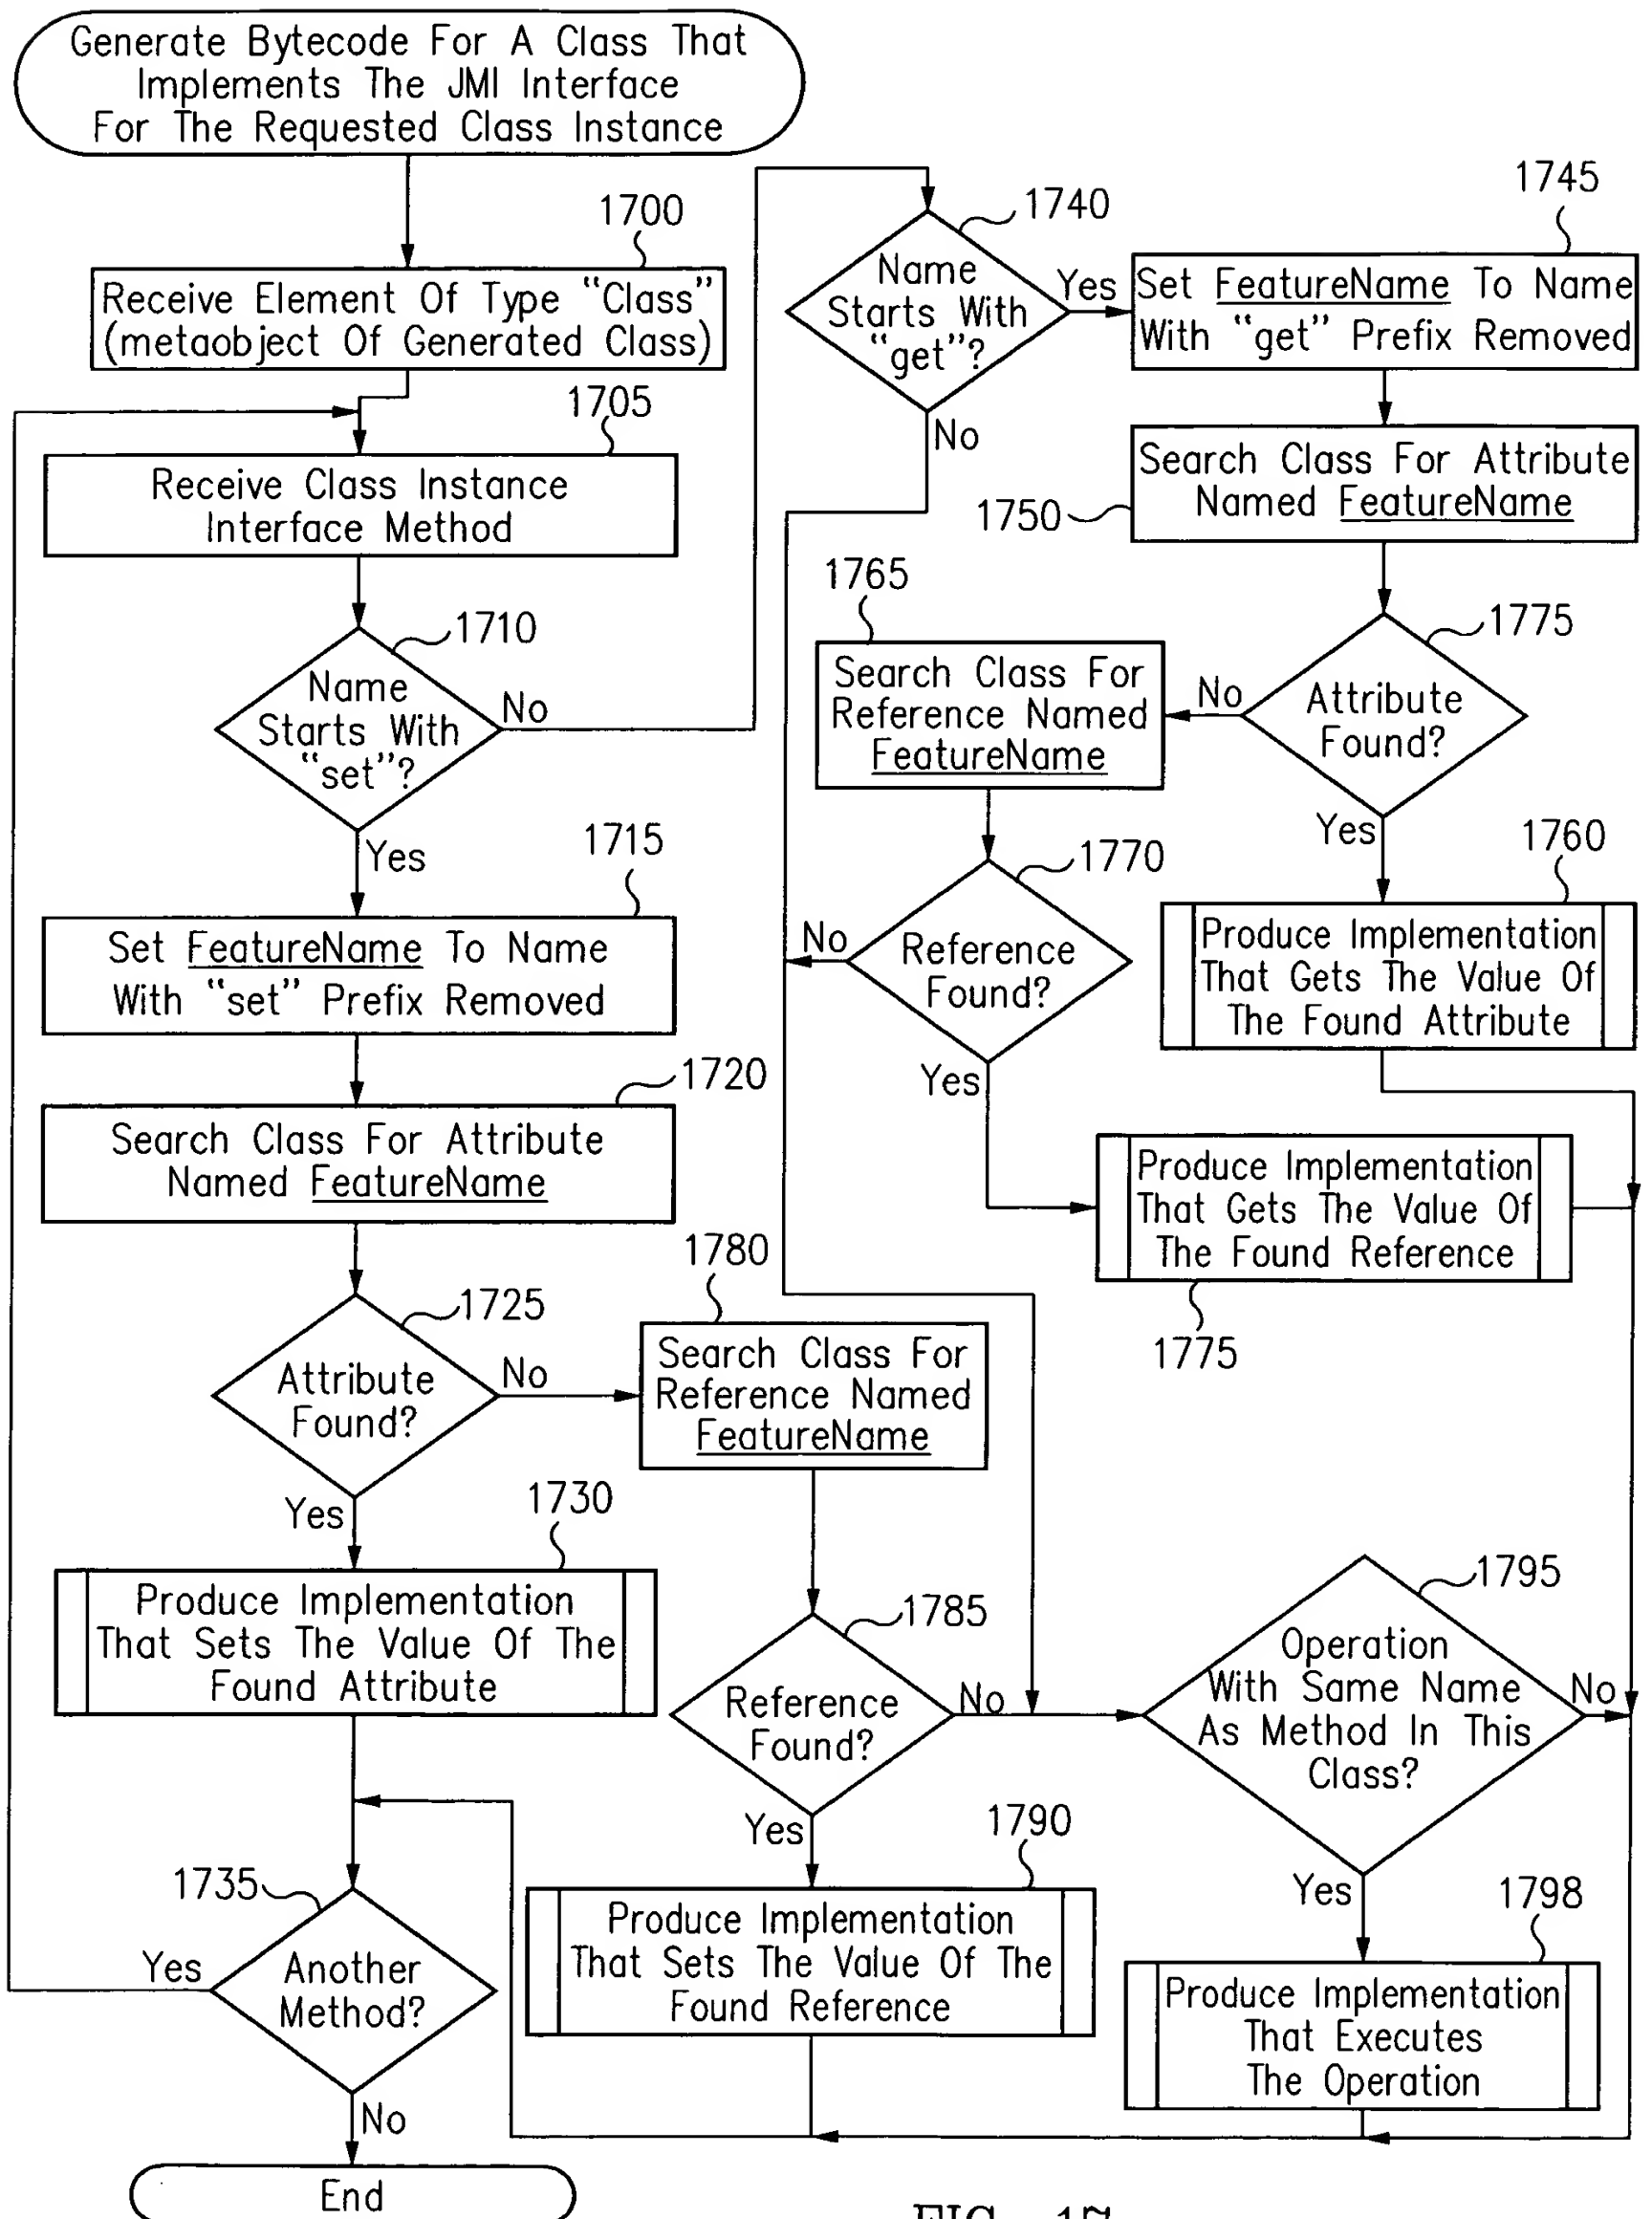 Generate Bytecode For A Class That
Implements The JMI Interface
For The Requested Class Instance
1700
Receive Element Of Type "Class"
(metaobject Of Generated Class)
1705
Receive Class Instance
Interface Method
1710
Name
Starts With
"set"?
No
Yes
1715
Set FeatureName To Name
With "set" Prefix Removed
1720
Search Class For Attribute
Named FeatureName
1725
Attribute
Found?
No
Yes
1730
Produce Implementation
That Sets The Value Of The
Found Attribute
1735
Another
Method?
Yes
No
End
1740
Name
Starts With
"get"?
Yes
No
1745
Set FeatureName To Name
With "get" Prefix Removed
1750
Search Class For Attribute
Named FeatureName
1775
Attribute
Found?
No
Yes
1760
Produce Implementation
That Gets The Value Of
The Found Attribute
1765
Search Class For
Reference Named
FeatureName
1770
Reference
Found?
No
Yes
Produce Implementation
That Gets The Value Of
The Found Reference
1775
1780
Search Class For
Reference Named
FeatureName
1785
Reference
Found?
No
Yes
1790
Produce Implementation
That Sets The Value Of The
Found Reference
1795
Operation
With Same Name
As Method In This
Class?
No
Yes
1798
Produce Implementation
That Executes
The Operation
FIG. 17